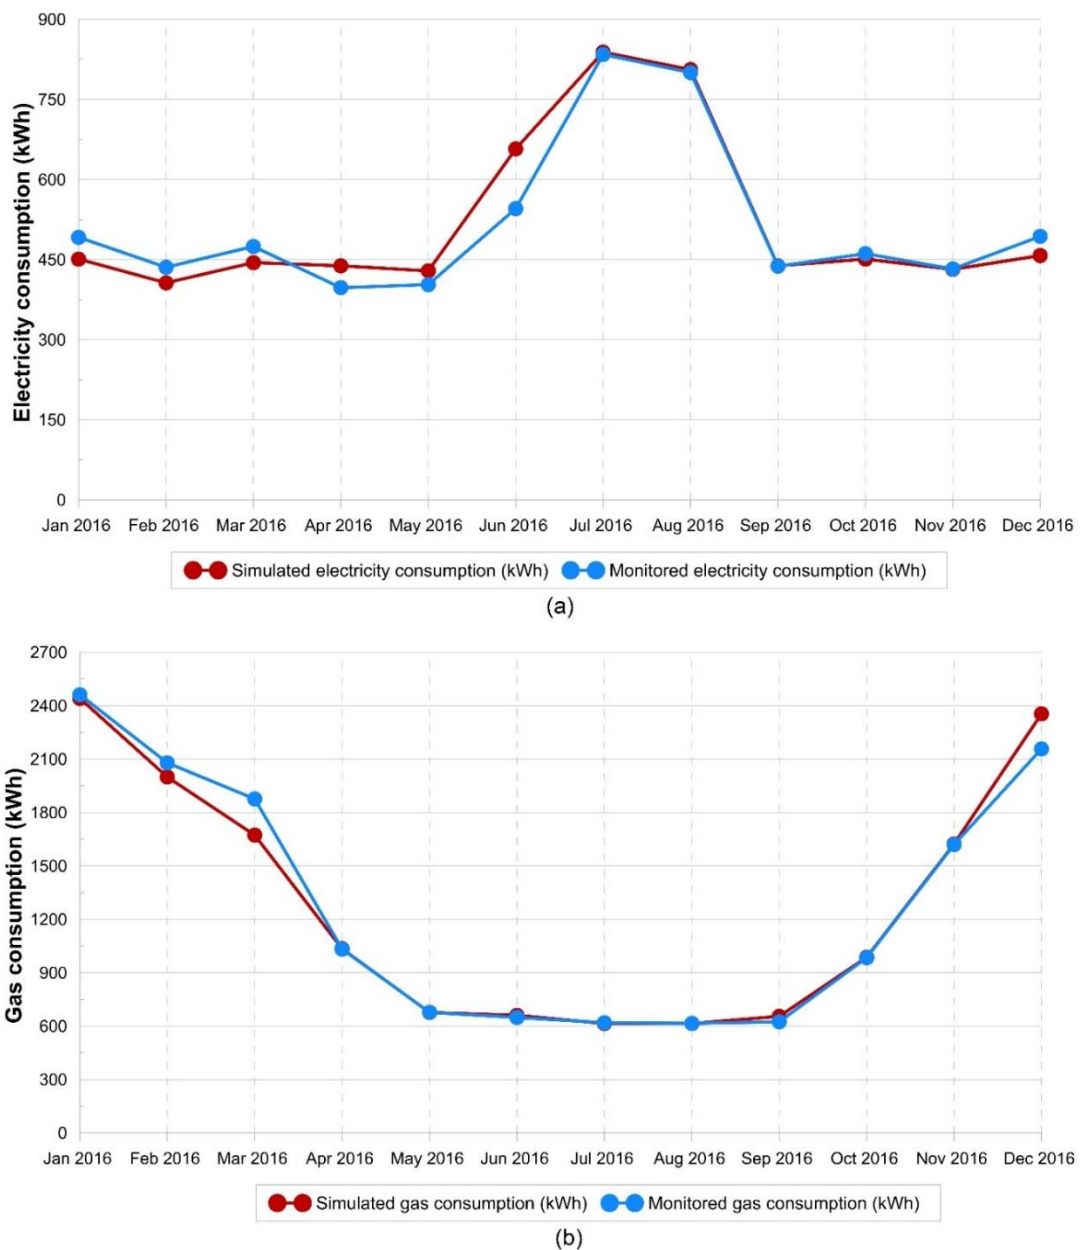 Electricity consumption (kWh)
900
750
600
450
300
150
0
Jan 2016 Feb 2016 Mar 2016 Apr 2016 May 2016 Jun 2016 Jul 2016 Aug 2016 Sep 2016 Oct 2016 Nov 2016 Dec 2016
Simulated electricity consumption (kWh) Monitored electricity consumption (kWh)
(a)
Gas consumption (kWh)
2700
2400
2100
1800
1500
1200
900
600
300
0
Jan 2016 Feb 2016 Mar 2016 Apr 2016 May 2016 Jun 2016 Jul 2016 Aug 2016 Sep 2016 Oct 2016 Nov 2016 Dec 2016
Simulated gas consumption (kWh) Monitored gas consumption (kWh)
(b)